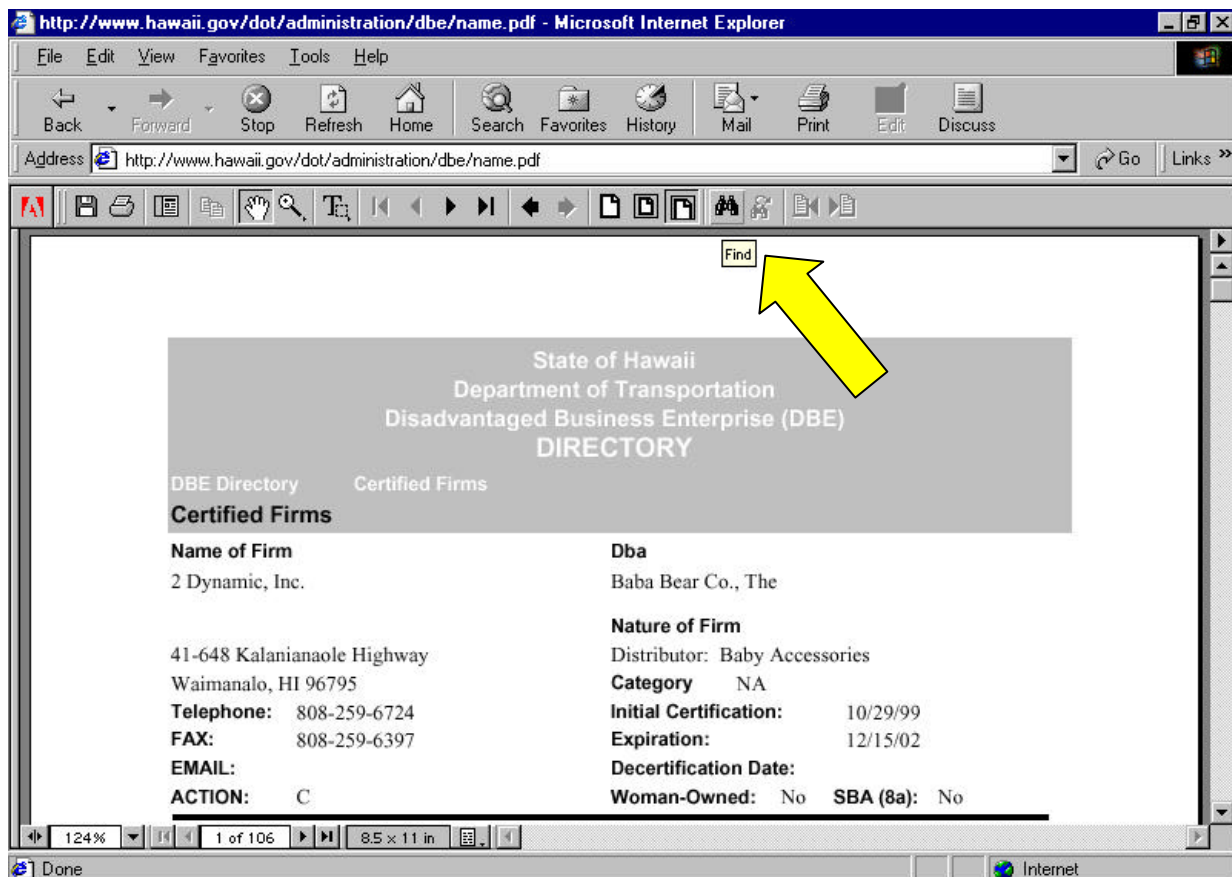 http://www.hawaii.gov/dot/administration/dbe/name.pdf - Microsoft Internet Explorer
File Edit View Favorites Tools Help
Back Forward Stop Refresh Home Search Favorites History Mail Print Edit Discuss
Address http://www.hawaii.gov/dot/administration/dbe/name.pdf Go Links »
Find
State of Hawaii
Department of Transportation
Disadvantaged Business Enterprise (DBE)
DIRECTORY
DBE Directory Certified Firms
Certified Firms
Name of Firm Dba
2 Dynamic, Inc. Baba Bear Co., The
Nature of Firm
41-648 Kalanianaole Highway Distributor: Baby Accessories
Waimanalo, HI 96795 Category NA
Telephone: 808-259-6724 Initial Certification: 10/29/99
FAX: 808-259-6397 Expiration: 12/15/02
EMAIL: Decertification Date:
ACTION: C Woman-Owned: No SBA (8a): No
124% 1 of 106 8.5 x 11 in
Done Internet